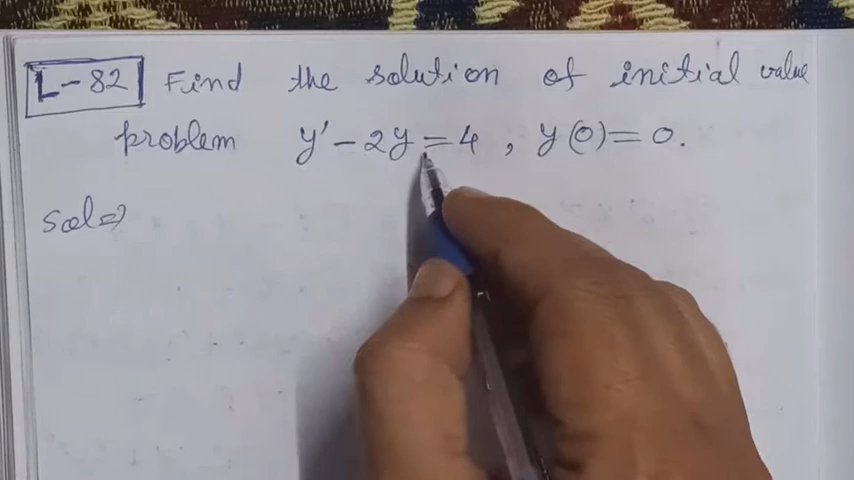 L-82 Find the solution of initial value
problem y' - 2y = 4 , y(0) = 0.
sol ⇒